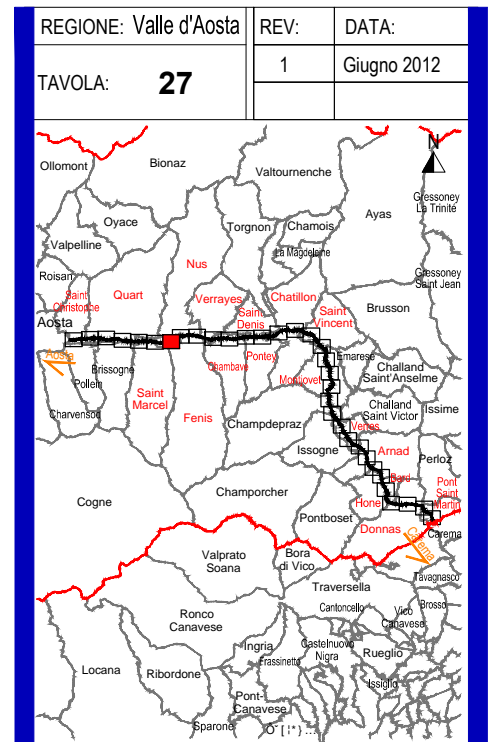 REGIONE: Valle d'Aosta
REV:
DATA:
TAVOLA: 27
1
Giugno 2012
N
Ollomont
Bionaz
Valtournenche
Ayas
Gressoney
La Trinité
Oyace
Torgnon
Chamois
Valpelline
La Magdeleine
Roisan
Nus
Gressoney
Saint Jean
Saint
Christophe
Quart
Verrayes
Chatillon
Saint
Denis
Saint
Vincent
Brusson
Aosta
Aosta
Brissogne
Pollein
Chambave
Pontey
Emarese
Montjovet
Challand
Saint'Anselme
Charvensod
Saint
Marcel
Fenis
Champdepraz
Challand
Saint Victor
Issime
Verres
Issogne
Arnad
Perloz
Bard
Cogne
Champorcher
Hone
Pont
Saint
Martin
Pontboset
Donnas
Carema
Carema
Valprato
Soana
Bora
di Vico
Tavagnasco
Traversella
Ronco
Canavese
Cantoncello
Vico
Canavese
Brosso
Ingria
Castelnuovo
Nigra
Frassinetto
Rueglio
Locana
Ribordone
Issiglio
Pont-
Canavese
Sparone